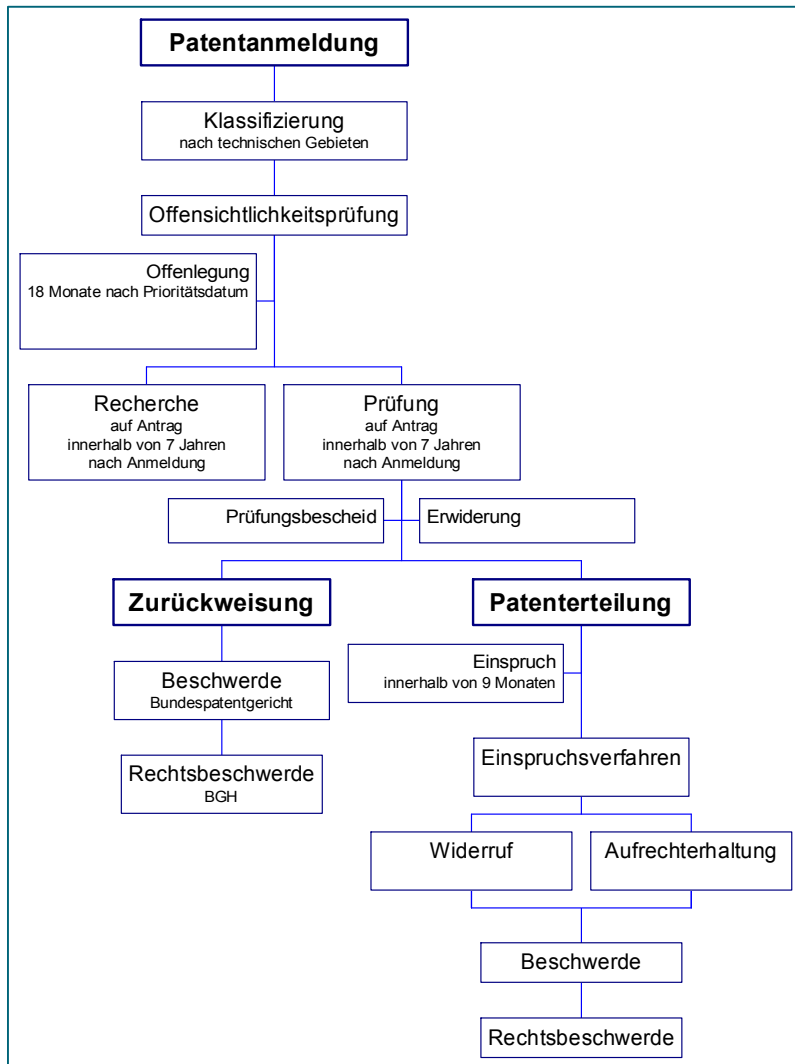 Patentanmeldung
Klassifizierung
nach technischen Gebieten
Offensichtlichkeitsprüfung
Offenlegung
18 Monate nach Prioritätsdatum
Recherche
auf Antrag
innerhalb von 7 Jahren
nach Anmeldung
Prüfung
auf Antrag
innerhalb von 7 Jahren
nach Anmeldung
Prüfungsbescheid
Erwiderung
Zurückweisung
Patenterteilung
Beschwerde
Bundespatentgericht
Einspruch
innerhalb von 9 Monaten
Rechtsbeschwerde
BGH
Einspruchsverfahren
Widerruf
Aufrechterhaltung
Beschwerde
Rechtsbeschwerde